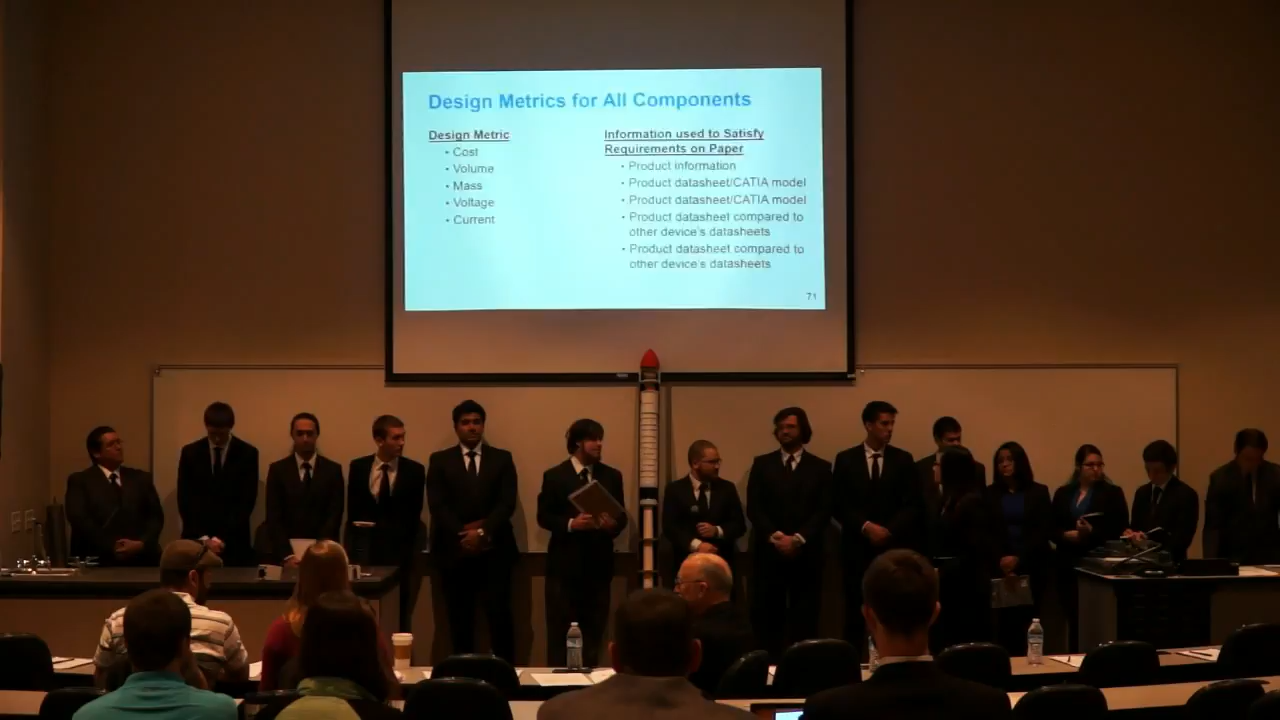 Design Metrics for All Components
Design Metric
• Cost
• Volume
• Mass
• Voltage
• Current
Information used to Satisfy
Requirements on Paper
• Product information
• Product datasheet/CATIA model
• Product datasheet/CATIA model
• Product datasheet compared to
other device's datasheets
• Product datasheet compared to
other device's datasheets
71